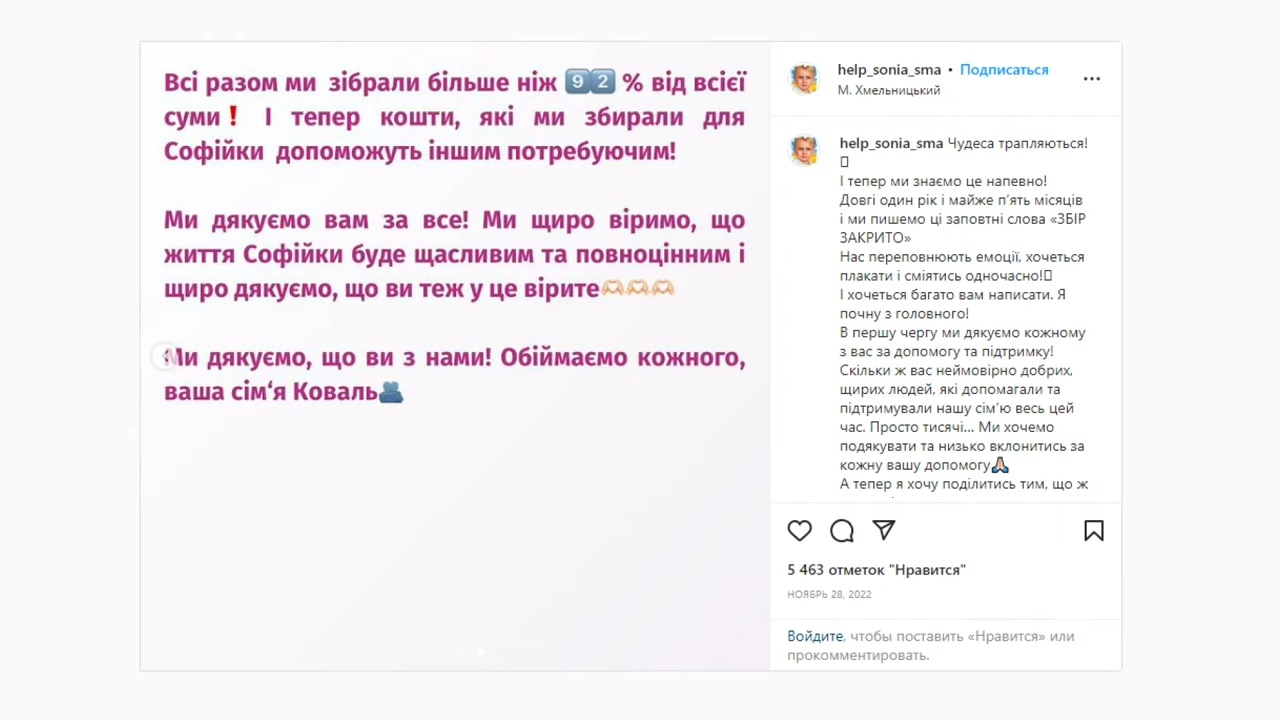 Всі разом ми зібрали більше ніж 9️⃣2️⃣ % від всієї
суми❗ І тепер кошти, які ми збирали для
Софійки допоможуть іншим потребуючим!
Ми дякуємо вам за все! Ми щиро віримо, що
життя Софійки буде щасливим та повноцінним і
щиро дякуємо, що ви теж у це вірите🫶🏻🫶🏻🫶🏻
Ми дякуємо, що ви з нами! Обіймаємо кожного,
ваша сім‘я Коваль🫂
help_sonia_sma • Подписаться
М. Хмельницький
help_sonia_sma Чудеса трапляються!
І тепер ми знаємо це напевно!
Довгі один рік і майже п’ять місяців
і ми пишемо ці заповтні слова «ЗБІР
ЗАКРИТО»
Нас переповнюють емоції, хочеться
плакати і сміятись одночасно!
І хочеться багато вам написати. Я
почну з головного!
В першу чергу ми дякуємо кожному
з вас за допомогу та підтримку!
Скільки ж вас неймовірно добрих,
щирих людей, які допомагали та
підтримували нашу сім’ю весь цей
час. Просто тисячі... Ми хочемо
подякувати та низько вклонитись за
кожну вашу допомогу🙏🏻
А тепер я хочу поділитись тим, що ж
5 463 отметок "Нравится"
НОЯБРЬ 28, 2022
Войдите, чтобы поставить «Нравится» или
прокомментировать.